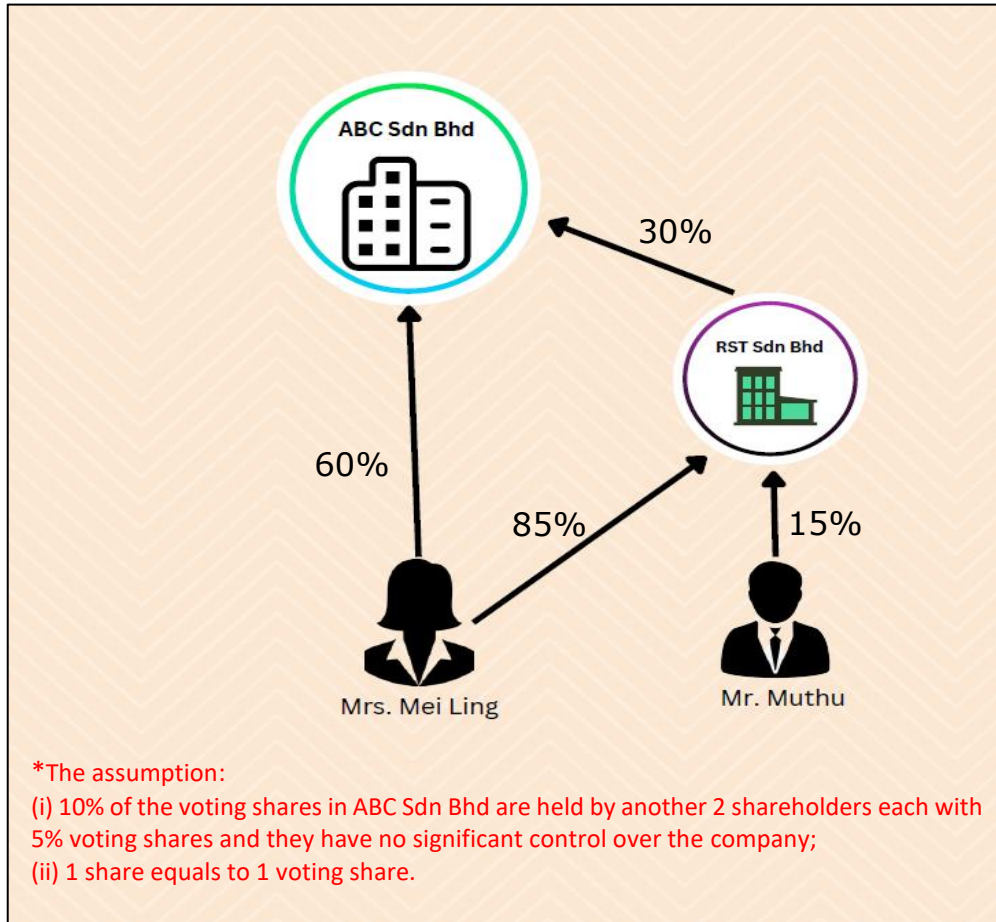 ABC Sdn Bhd
30%
RST Sdn Bhd
60%
85%
15%
Mrs. Mei Ling
Mr. Muthu
*The assumption:
(i) 10% of the voting shares in ABC Sdn Bhd are held by another 2 shareholders each with
5% voting shares and they have no significant control over the company;
(ii) 1 share equals to 1 voting share.